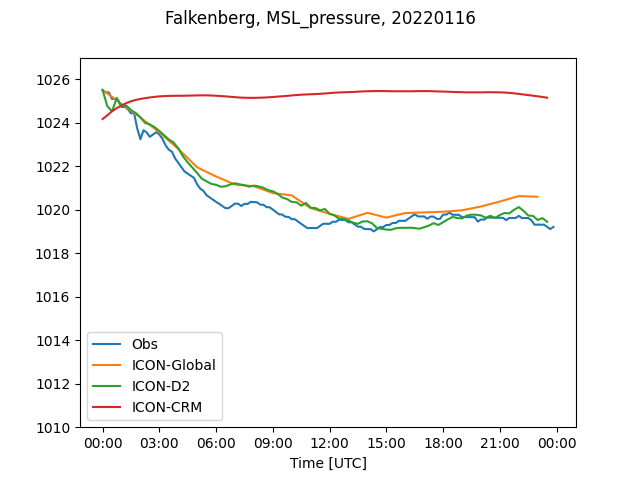 Falkenberg, MSL_pressure, 20220116
1026
1024
1022
1020
1018
1016
1014
1012
1010
Obs
ICON-Global
ICON-D2
ICON-CRM
00:00 03:00 06:00 09:00 12:00 15:00 18:00 21:00 00:00
Time [UTC]